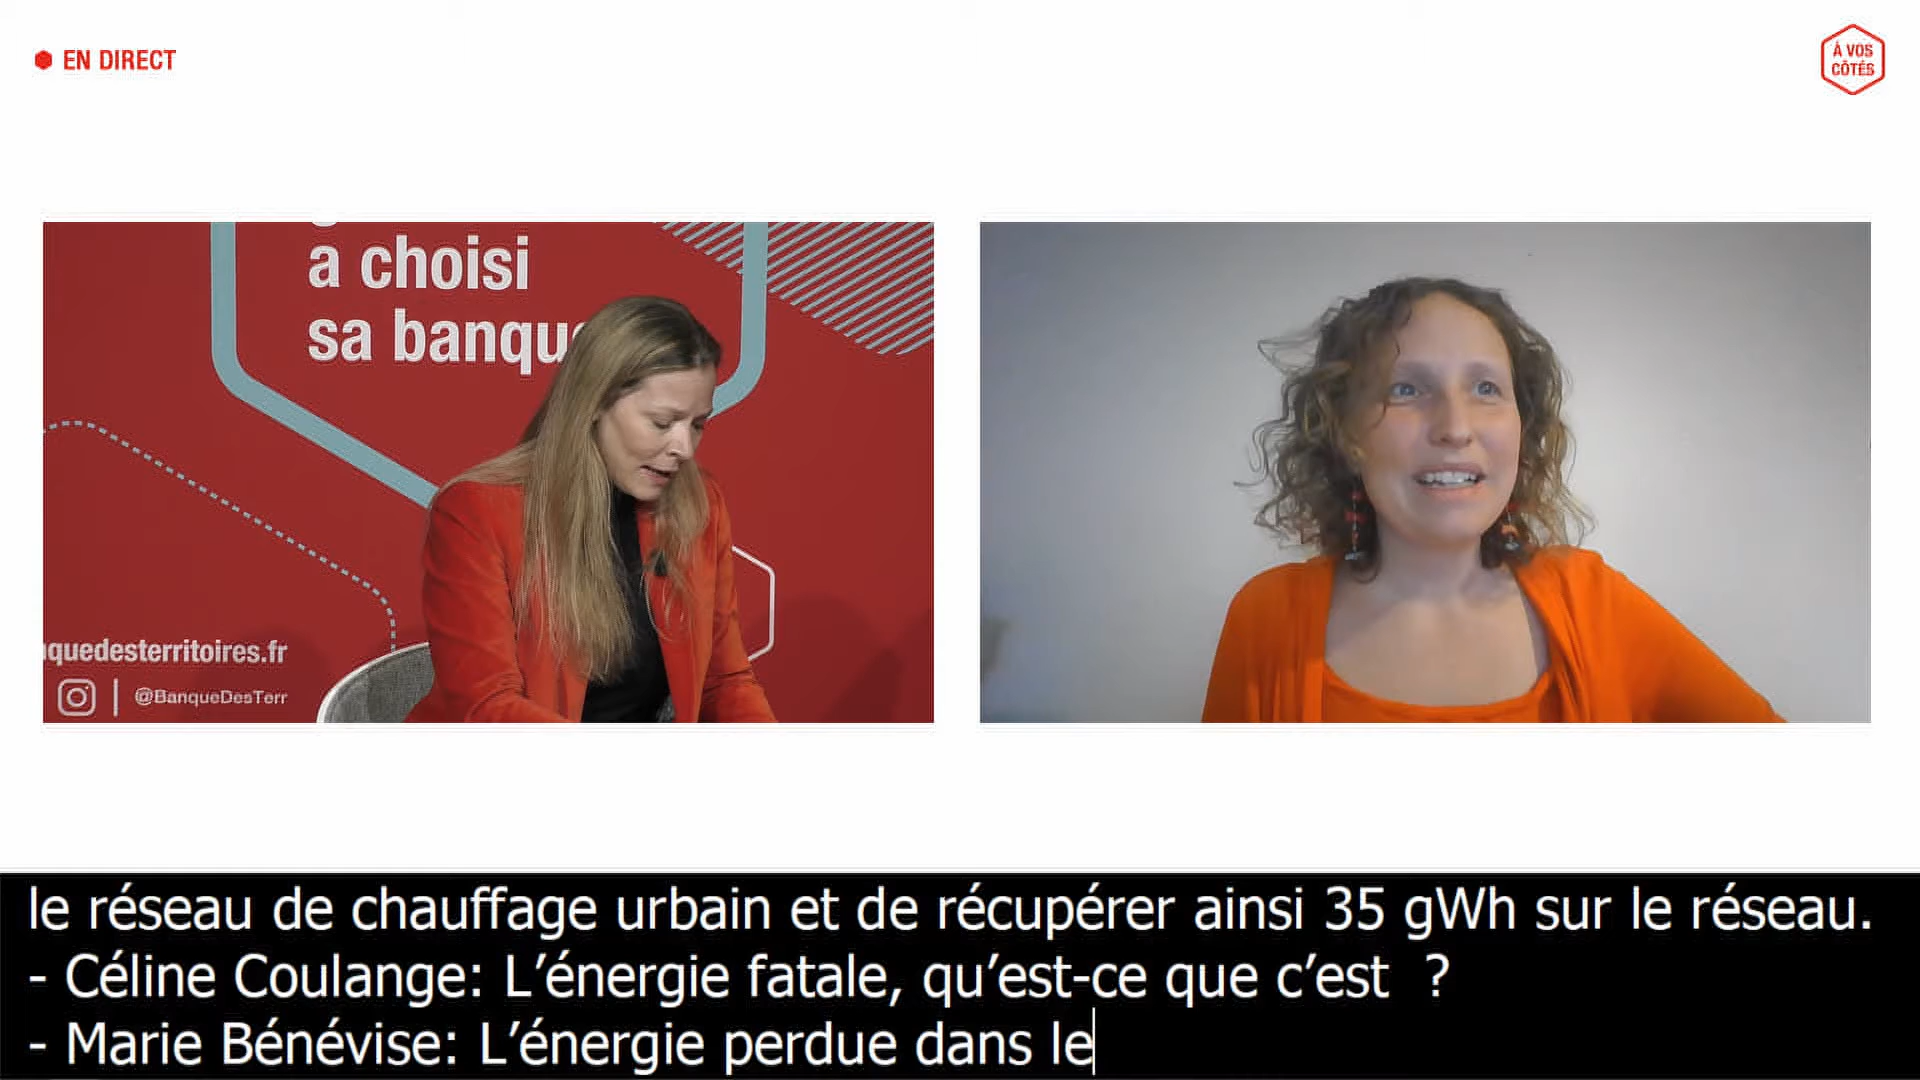 EN DIRECT
À VOS
CÔTÉS
a choisi
sa banqu
quedesterritoires.fr
@BanqueDesTerr
le réseau de chauffage urbain et de récupérer ainsi 35 gWh sur le réseau.
- Céline Coulange: L’énergie fatale, qu’est-ce que c’est  ?
- Marie Bénévise: L’énergie perdue dans le